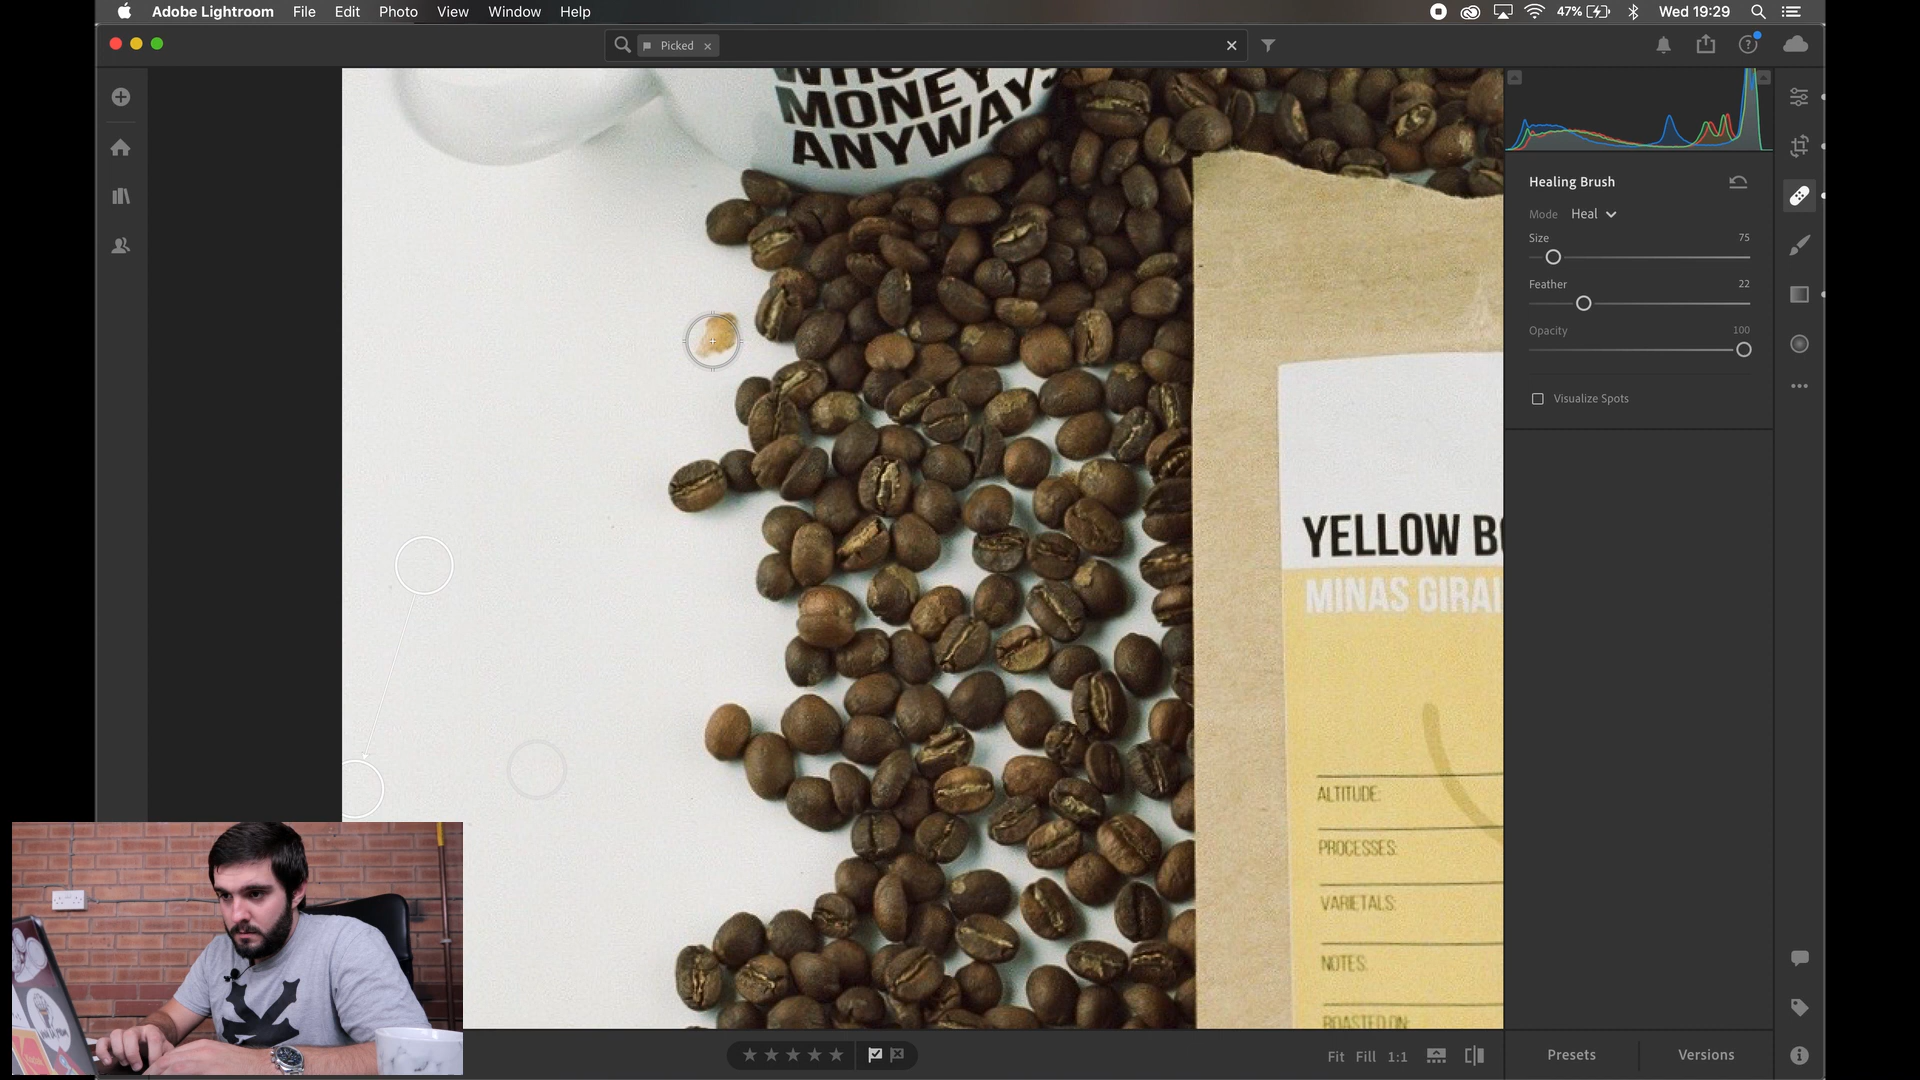 Adobe Lightroom File Edit Photo View Window Help
47% Wed 19:29
Picked
MONEY
ANYWAY?
Healing Brush
Mode Heal
Size 75
Feather 22
Opacity 100
Visualize Spots
YELLOW
MINAS
ALTITUDE:
PROCESSES:
VARIETALS:
NOTES:
ROASTED ON:
Fit Fill 1:1
Presets Versions